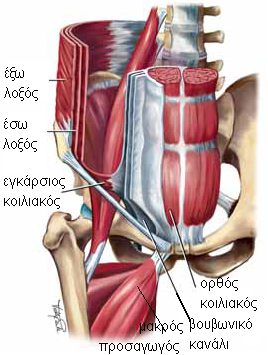 έξω
λοξός
έσω
λοξός
εγκάρσιος
κοιλιακός
ορθός
κοιλιακός
μακρός
προσαγωγός
βουβωνικό
κανάλι